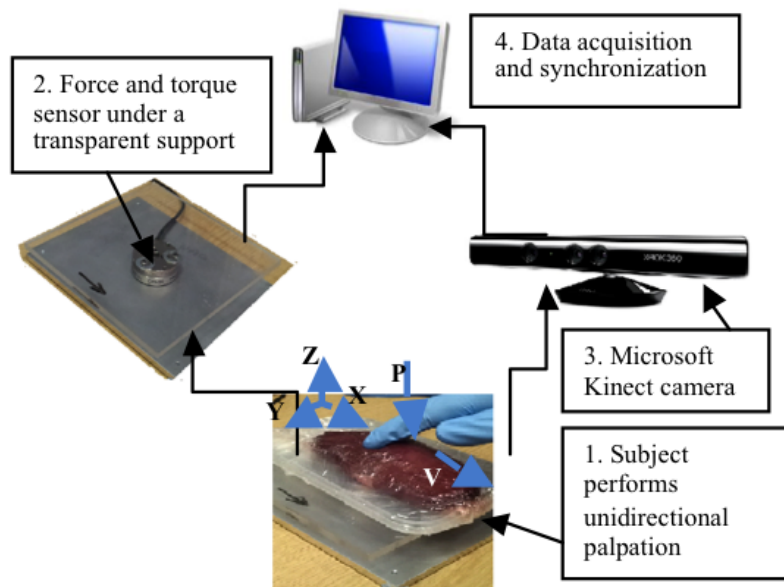 4. Data acquisition
and synchronization
2. Force and torque
sensor under a
transparent support
XBOX360
3. Microsoft
Kinect camera
Z
P
Y
X
V
1. Subject
performs
unidirectional
palpation